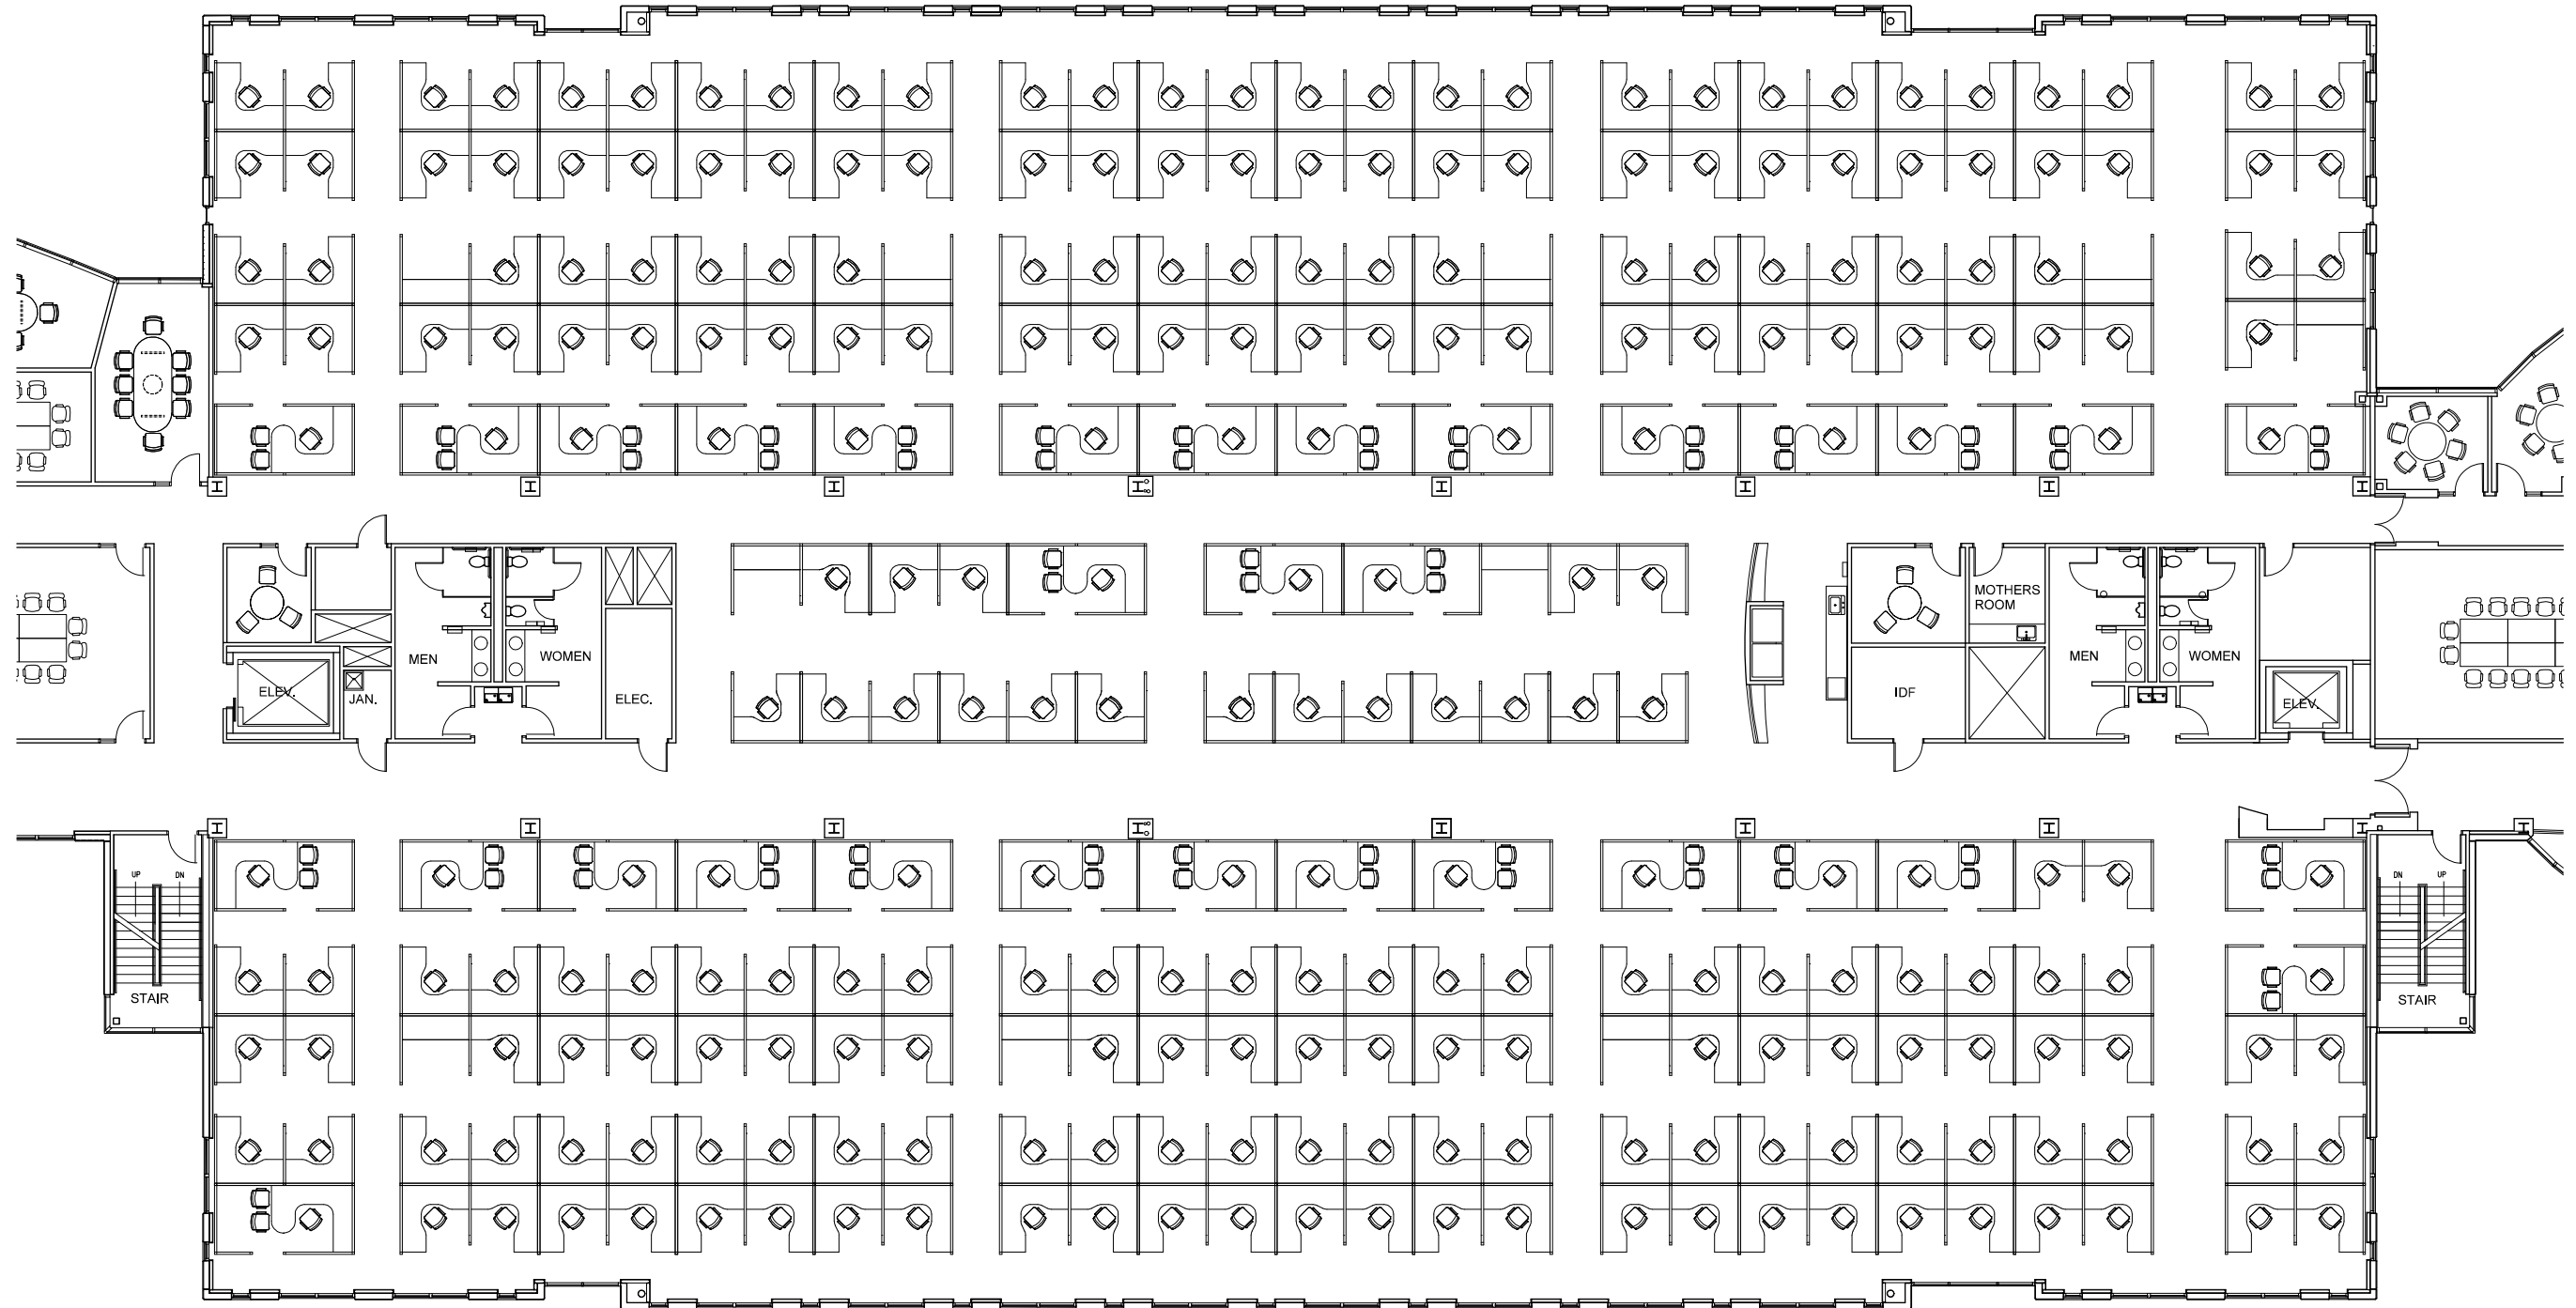 MOTHERS
ROOM
MEN
WOMEN
MEN
WOMEN
ELEV.
JAN.
ELEC.
IDF
ELEV.
UP
DN
DN
UP
STAIR
STAIR